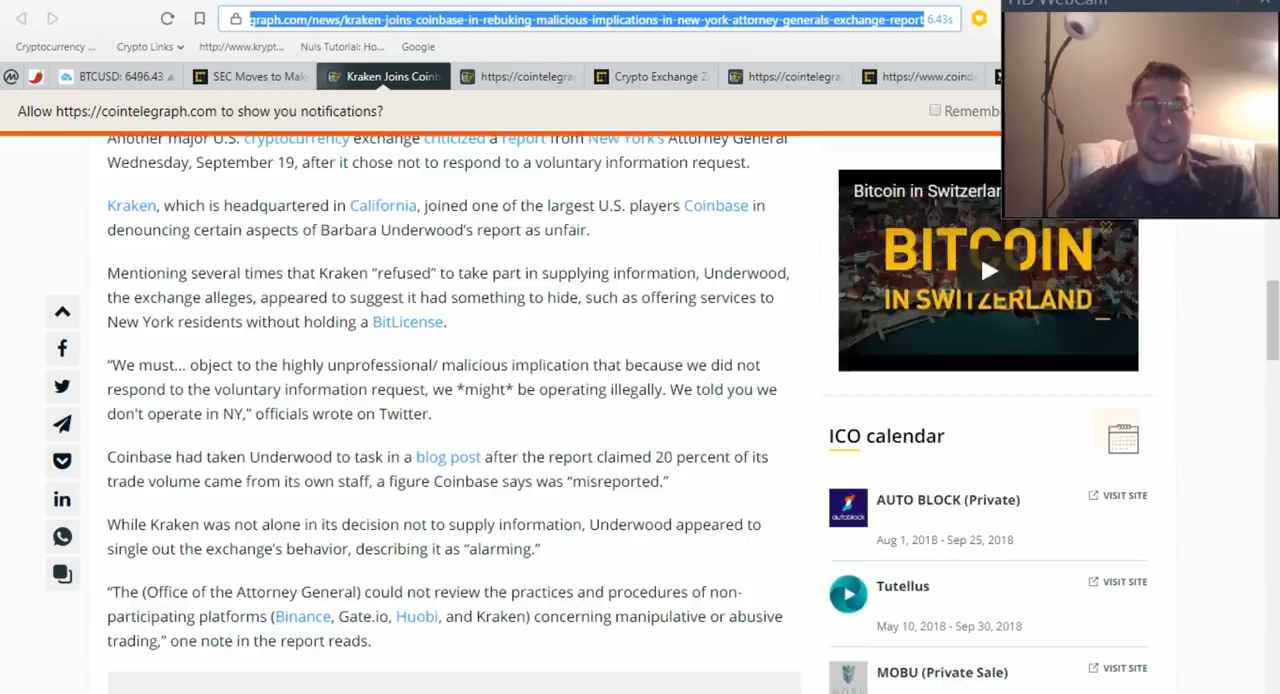 HD WebCam
graph.com/news/kraken-joins-coinbase-in-rebuking-malicious-implications-in-new-york-attorney-generals-exchange-report 6.43s
Cryptocurrency ... Crypto Links http://www.krypt... Nuis Tutorial: Ho... Google
BTCUSD: 6496.43 SEC Moves to Mak Kraken Joins Coinb https://cointelegra Crypto Exchange Z https://cointelegra https://www.coind
Allow https://cointelegraph.com to show you notifications? Rememb
Another major U.S. cryptocurrency exchange criticized a report from New York's Attorney General
Wednesday, September 19, after it chose not to respond to a voluntary information request.
Kraken, which is headquartered in California, joined one of the largest U.S. players Coinbase in
denouncing certain aspects of Barbara Underwood's report as unfair.
Mentioning several times that Kraken “refused” to take part in supplying information, Underwood,
the exchange alleges, appeared to suggest it had something to hide, such as offering services to
New York residents without holding a BitLicense.
“We must... object to the highly unprofessional/ malicious implication that because we did not
respond to the voluntary information request, we *might* be operating illegally. We told you we
don't operate in NY,” officials wrote on Twitter.
Coinbase had taken Underwood to task in a blog post after the report claimed 20 percent of its
trade volume came from its own staff, a figure Coinbase says was “misreported.”
While Kraken was not alone in its decision not to supply information, Underwood appeared to
single out the exchange's behavior, describing it as “alarming.”
“The (Office of the Attorney General) could not review the practices and procedures of non-
participating platforms (Binance, Gate.io, Huobi, and Kraken) concerning manipulative or abusive
trading,” one note in the report reads.
Bitcoin in Switzerlan
BITCOIN
IN SWITZERLAND
ICO calendar
AUTO BLOCK (Private) VISIT SITE
autoblock
Aug 1, 2018 - Sep 25, 2018
Tutellus VISIT SITE
May 10, 2018 - Sep 30, 2018
MOBU (Private Sale) VISIT SITE
MOBU